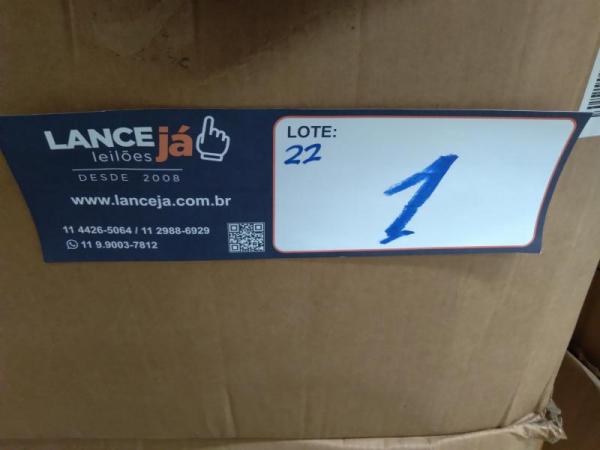 LANCE já
leilões
DESDE 2008
www.lanceja.com.br
11 4426-5064 / 11 2988-6929
11 9.9003-7812
LOTE:
22
1